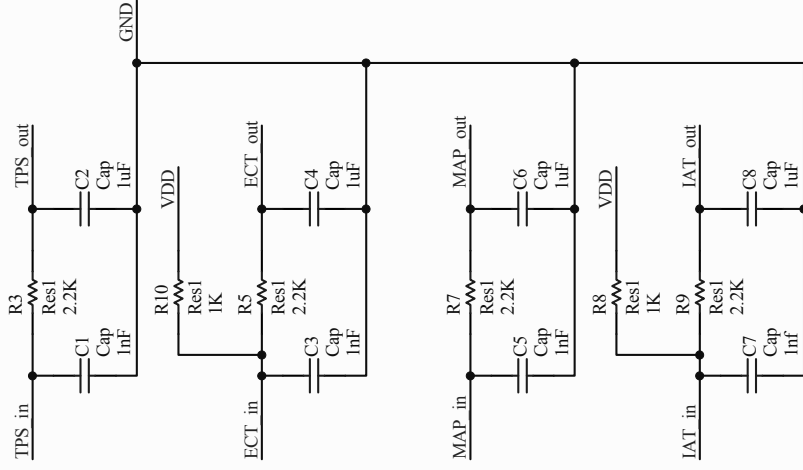 GND
TPS_in
C1
Cap
1nF
R3
Res1
2.2K
C2
Cap
1uF
TPS_out
R10
Res1
1K
VDD
ECT_in
C3
Cap
1nF
R5
Res1
2.2K
C4
Cap
1uF
ECT_out
MAP_in
C5
Cap
1nF
R7
Res1
2.2K
C6
Cap
1uF
MAP_out
R8
Res1
1K
VDD
IAT_in
C7
Cap
1nf
R9
Res1
2.2K
C8
Cap
1uF
IAT_out